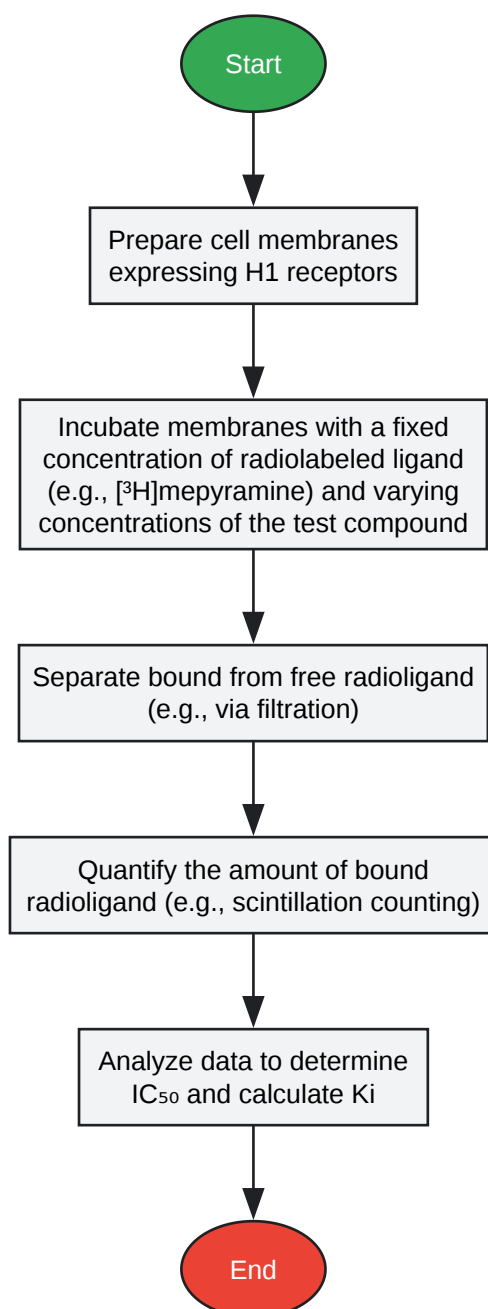 Start
Prepare cell membranes
expressing H1 receptors
Incubate membranes with a fixed
concentration of radiolabeled ligand
(e.g., [³H]mepyramine) and varying
concentrations of the test compound
Separate bound from free radioligand
(e.g., via filtration)
Quantify the amount of bound
radioligand (e.g., scintillation counting)
Analyze data to determine
IC₅₀ and calculate Ki
End